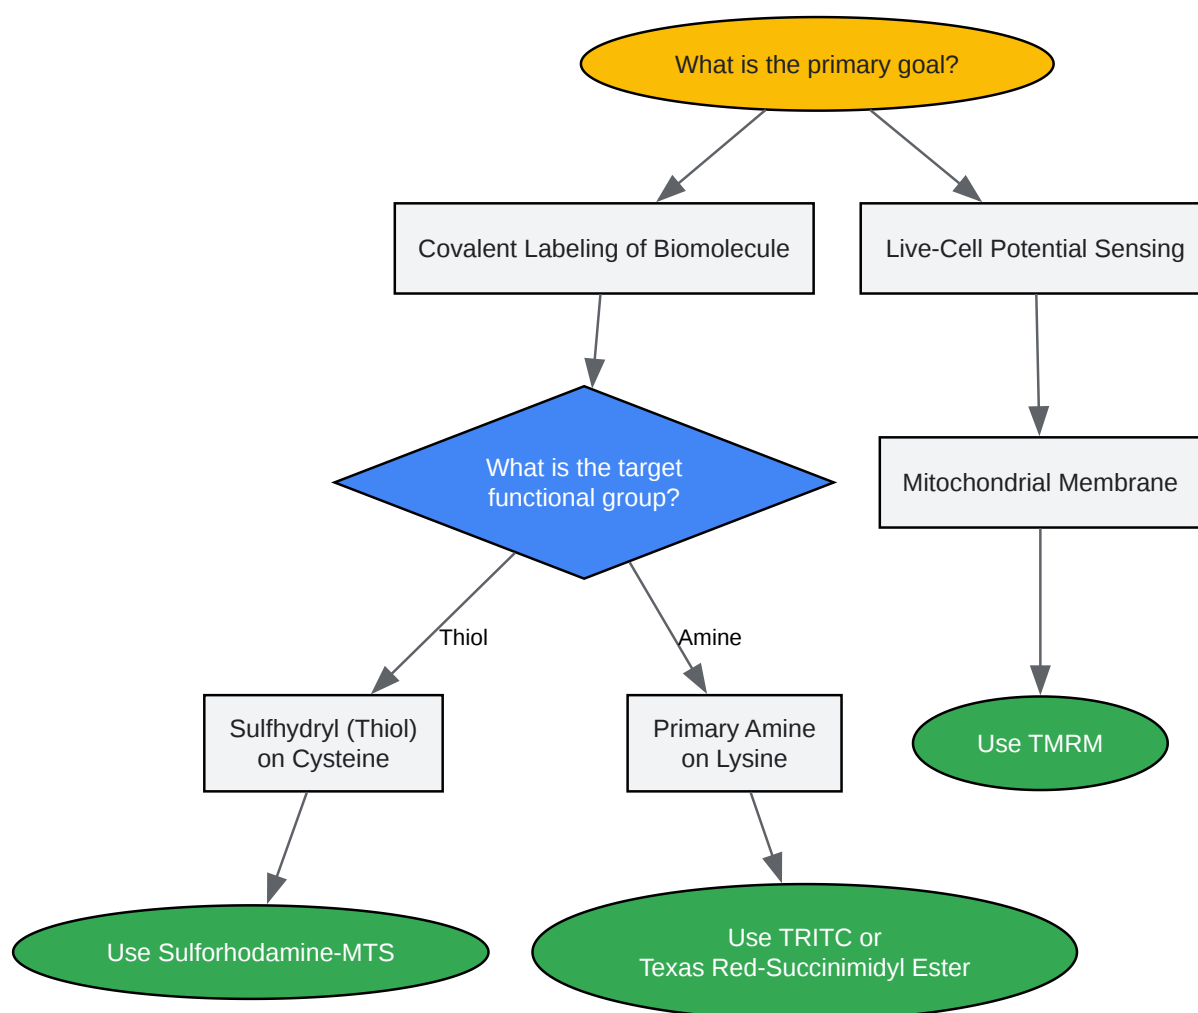 What is the primary goal?
Covalent Labeling of Biomolecule
Live-Cell Potential Sensing
What is the target
functional group?
Mitochondrial Membrane
Thiol
Amine
Sulfhydryl (Thiol)
on Cysteine
Primary Amine
on Lysine
Use TMRM
Use Sulforhodamine-MTS
Use TRITC or
Texas Red-Succinimidyl Ester